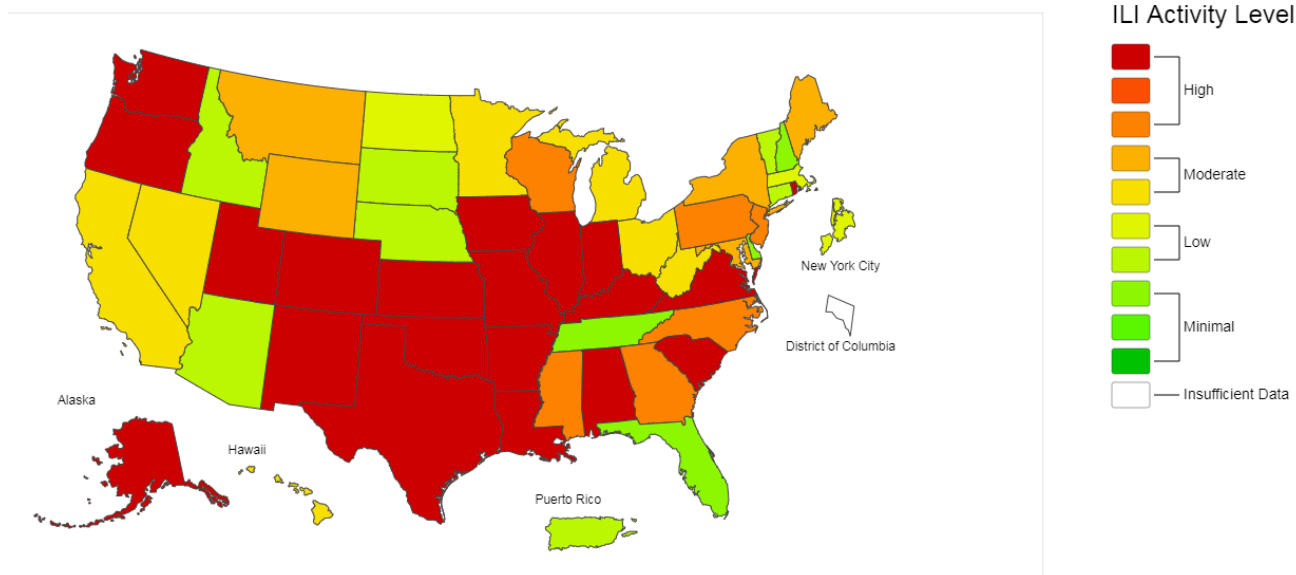 ILI Activity Level
High
Moderate
Low
New York City
Minimal
District of Columbia
Insufficient Data
Alaska
Hawaii
Puerto Rico